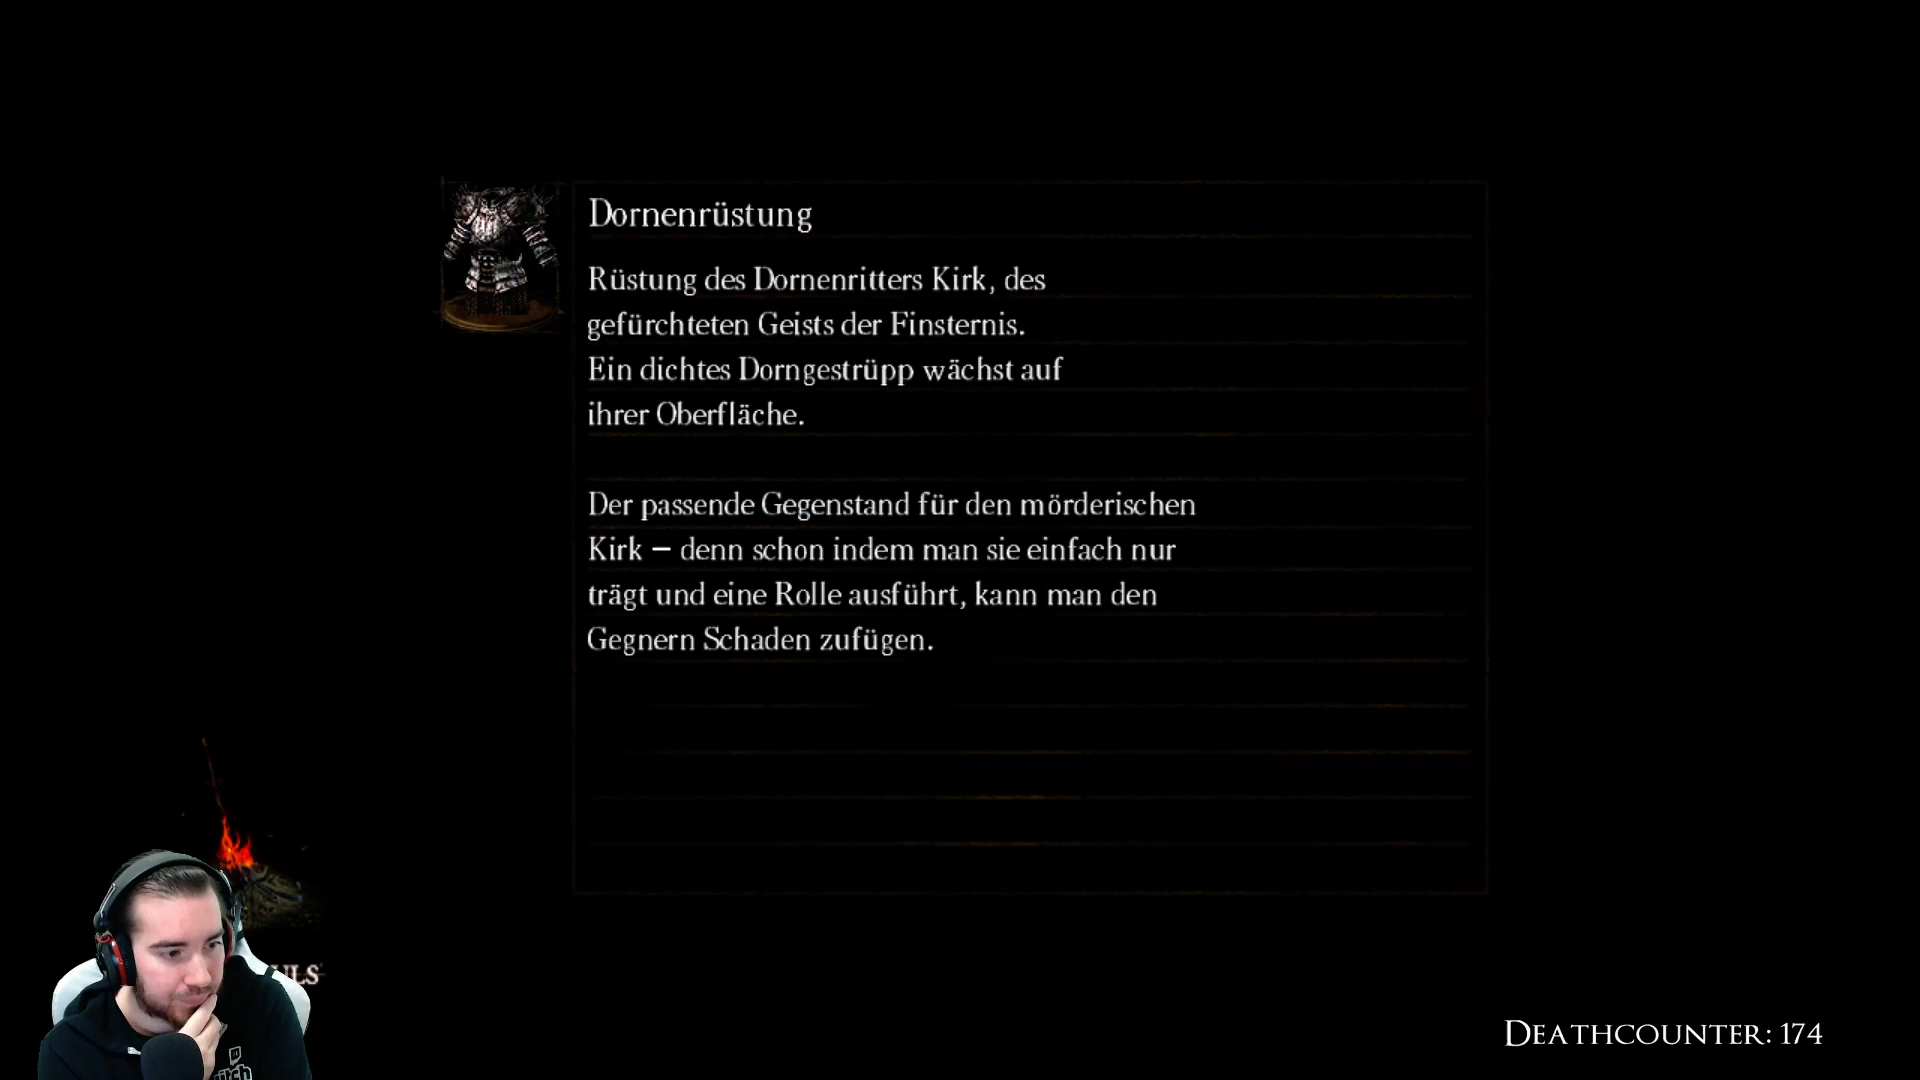 Dornenrüstung
Rüstung des Dornenritters Kirk, des
gefürchteten Geists der Finsternis.
Ein dichtes Dorngestrüpp wächst auf
ihrer Oberfläche.
Der passende Gegenstand für den mörderischen
Kirk – denn schon indem man sie einfach nur
trägt und eine Rolle ausführt, kann man den
Gegnern Schaden zufügen.
DEATHCOUNTER: 174